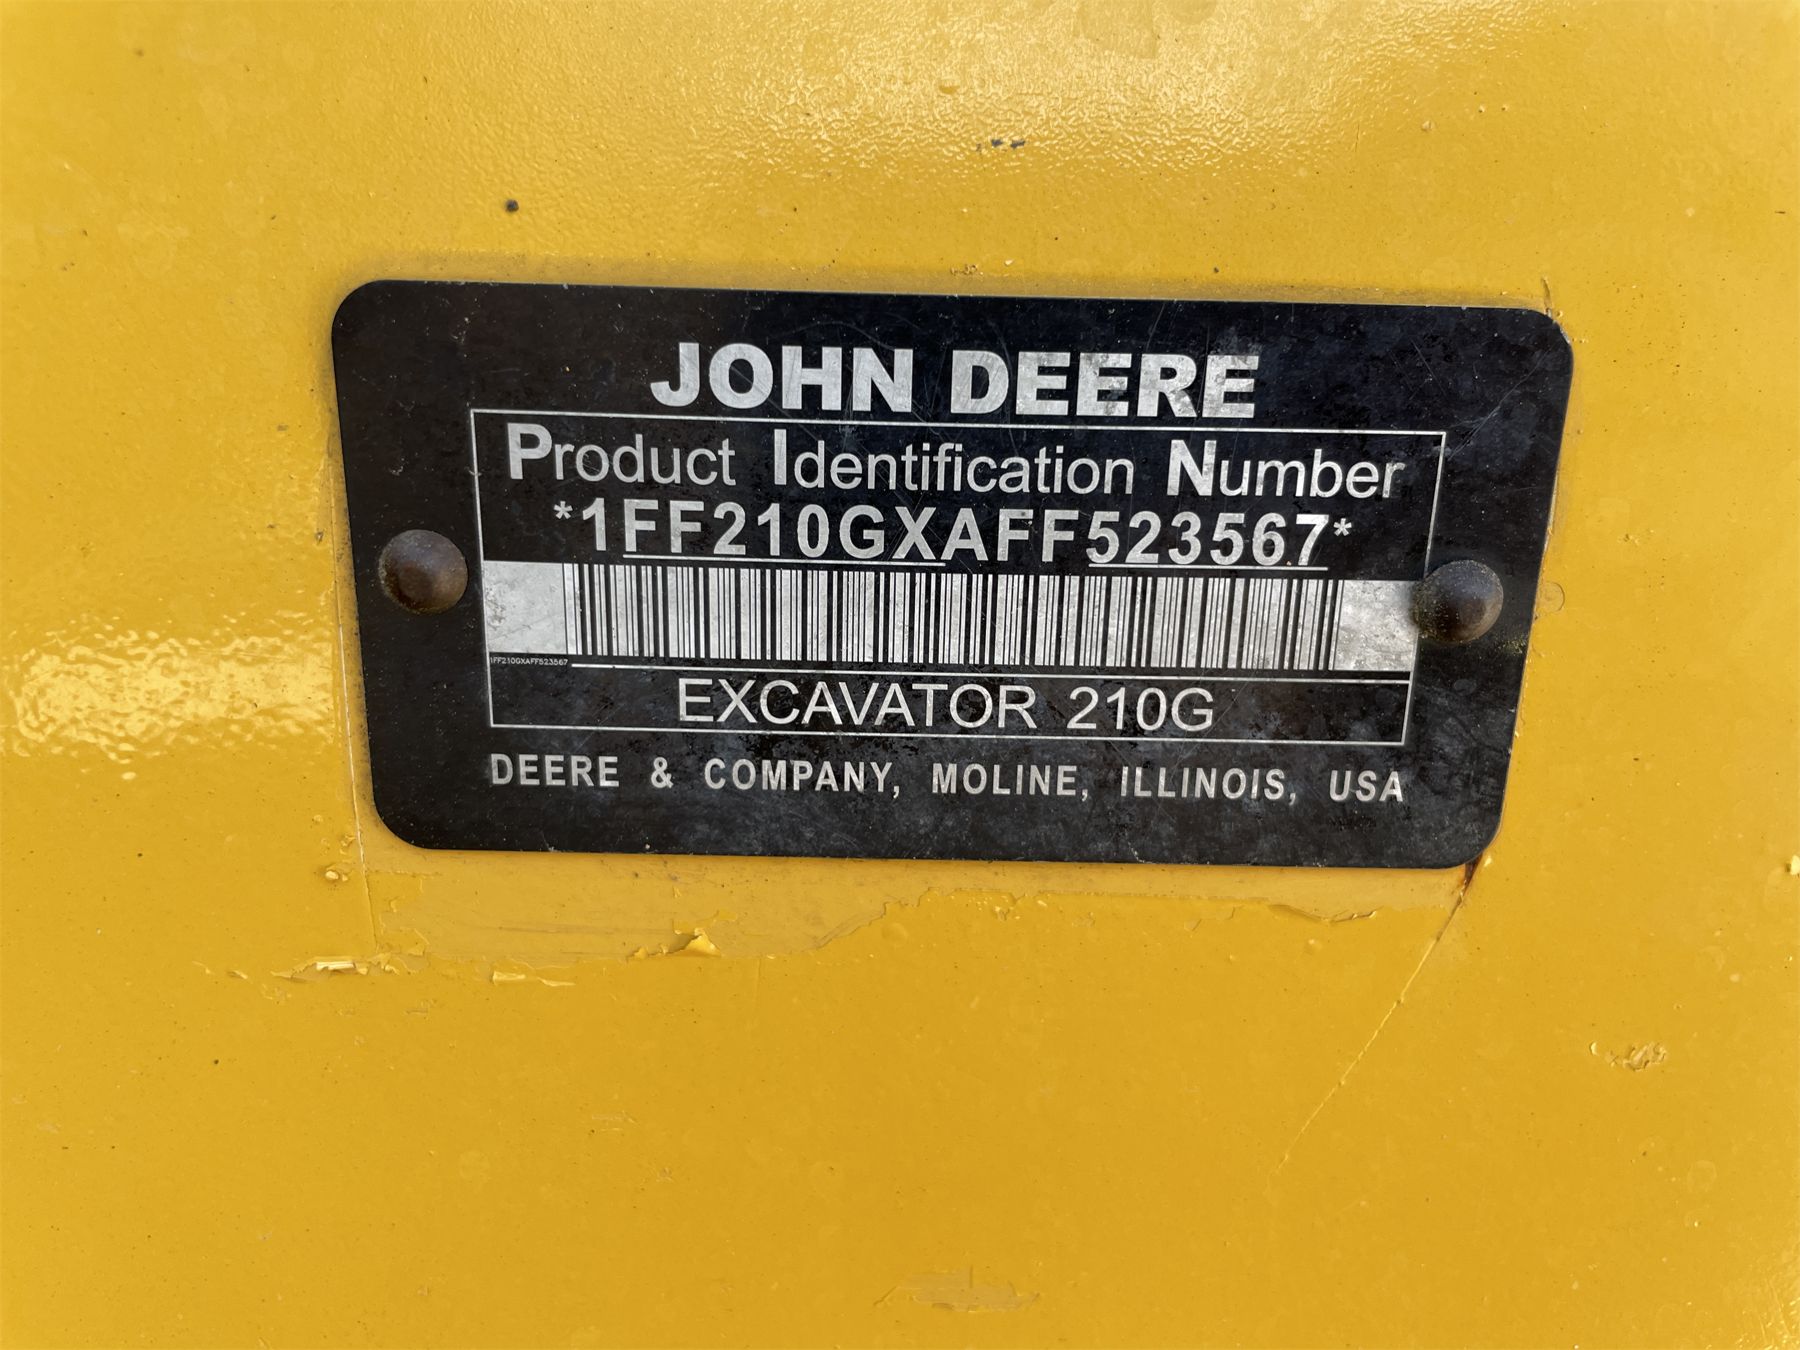 JOHN DEERE
Product Identification Number
*1FF210GXAFF523567*
1FF210GXAFF523567
EXCAVATOR 210G
DEERE & COMPANY, MOLINE, ILLINOIS, USA